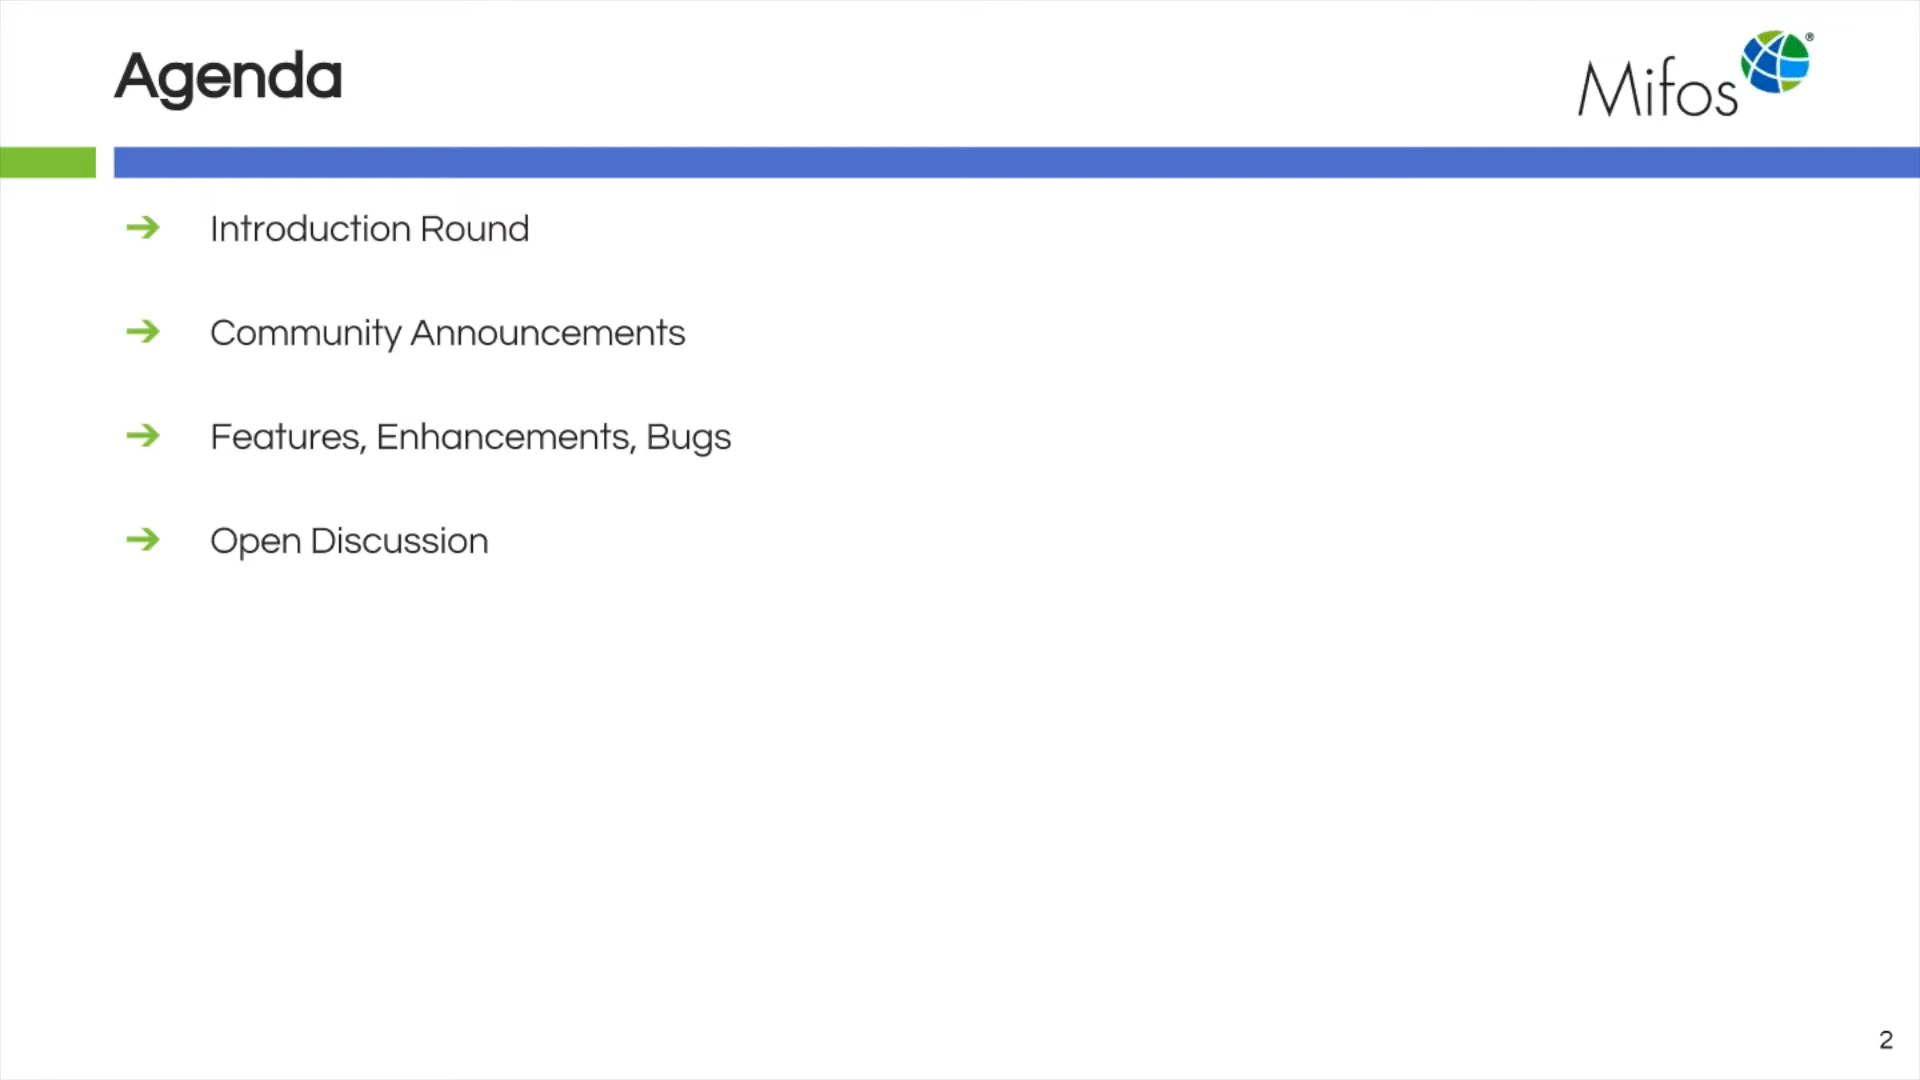 Agenda
Mifos®
➔ Introduction Round
➔ Community Announcements
➔ Features, Enhancements, Bugs
➔ Open Discussion
2